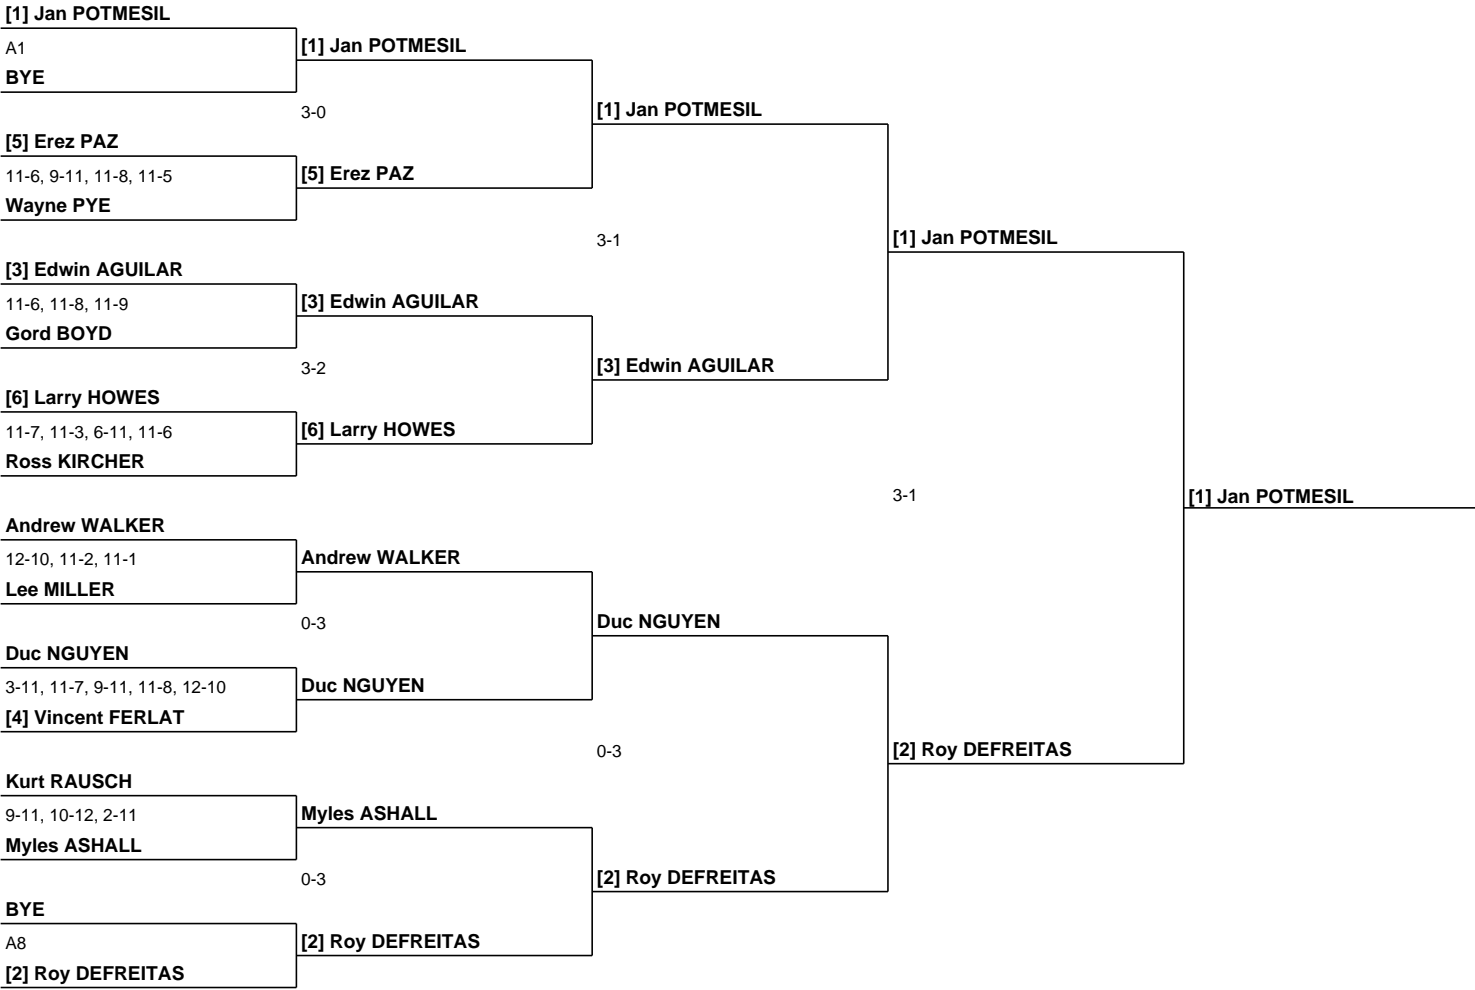 [1] Jan POTMESIL
A1
BYE
[5] Erez PAZ
11-6, 9-11, 11-8, 11-5
Wayne PYE
[3] Edwin AGUILAR
11-6, 11-8, 11-9
Gord BOYD
[6] Larry HOWES
11-7, 11-3, 6-11, 11-6
Ross KIRCHER
Andrew WALKER
12-10, 11-2, 11-1
Lee MILLER
Duc NGUYEN
3-11, 11-7, 9-11, 11-8, 12-10
[4] Vincent FERLAT
Kurt RAUSCH
9-11, 10-12, 2-11
Myles ASHALL
BYE
A8
[2] Roy DEFREITAS
[1] Jan POTMESIL
3-0
[5] Erez PAZ
[3] Edwin AGUILAR
3-2
[6] Larry HOWES
Andrew WALKER
0-3
Duc NGUYEN
Myles ASHALL
0-3
[2] Roy DEFREITAS
[1] Jan POTMESIL
3-1
[3] Edwin AGUILAR
Duc NGUYEN
0-3
[2] Roy DEFREITAS
[1] Jan POTMESIL
3-1
[2] Roy DEFREITAS
[1] Jan POTMESIL